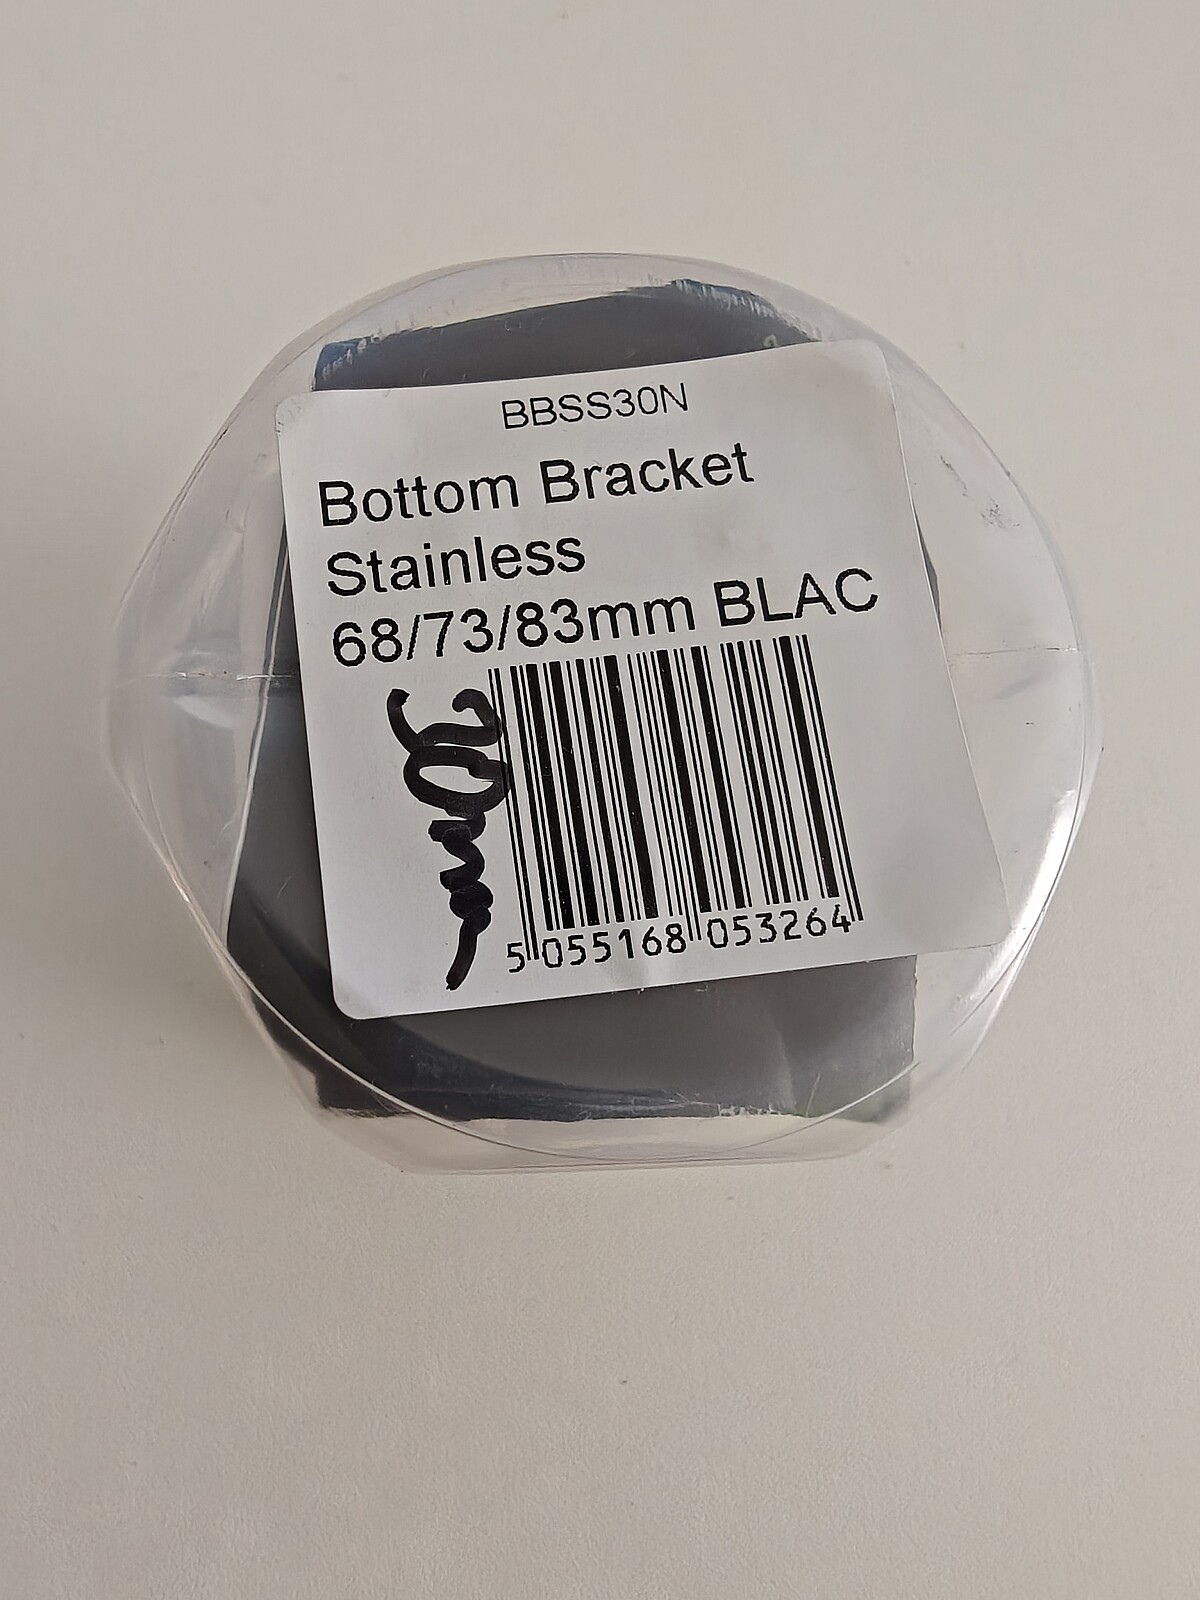 BBSS30N
Bottom Bracket
Stainless
68/73/83mm BLAC
30mm
5 055168 053264